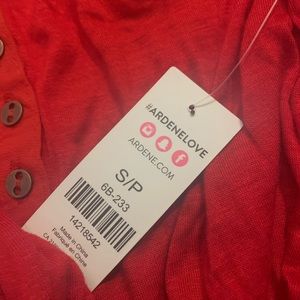 #ARDENELOVE
ARDENE.COM
S/P
6B-233
14218542
Made in China
Fabriqué en Chine